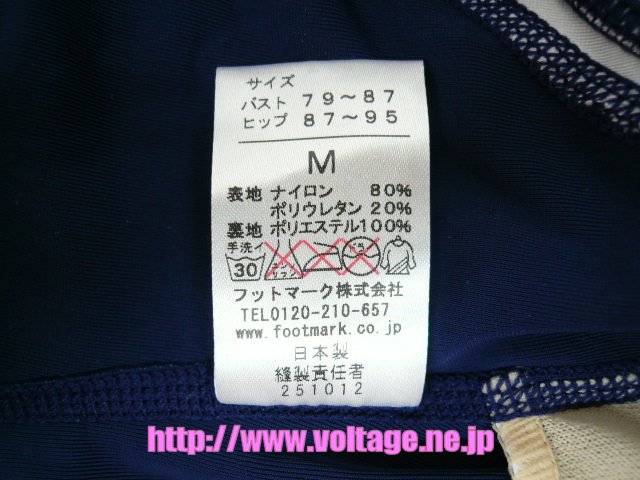 サイズ
バスト 79～87
ヒップ 87～95
M
表地 ナイロン 80%
ポリウレタン 20%
裏地 ポリエステル100%
手洗イ
30
フットマーク株式会社
TEL0120-210-657
www.footmark.co.jp
日本製
縫製責任者
251012
http://www.voltage.ne.jp